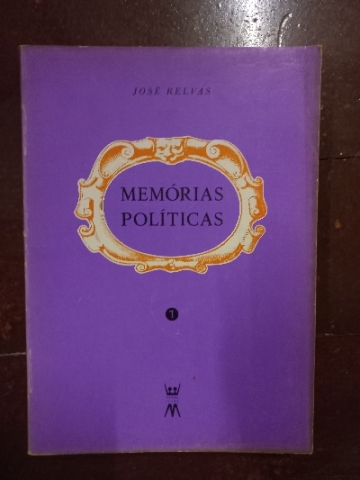 JOSÉ RELVAS
MEMÓRIAS
POLÍTICAS
1
M